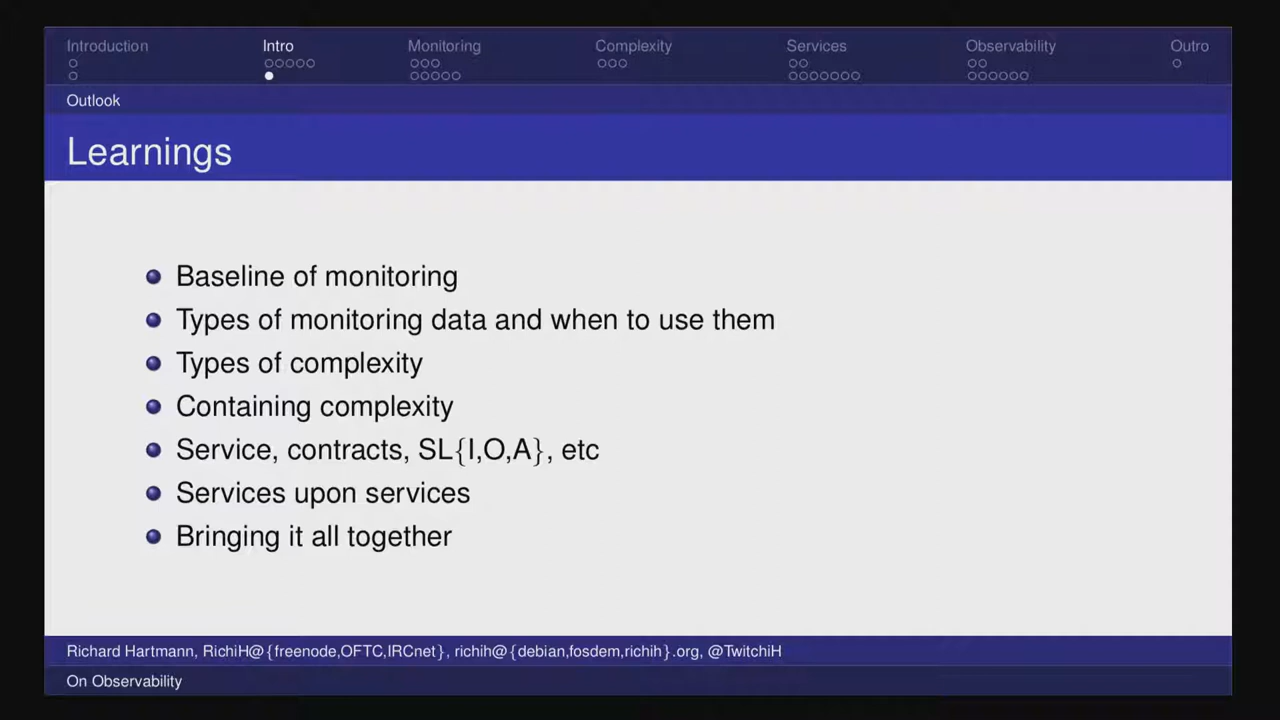 Introduction Intro Monitoring Complexity Services Observability Outro
Outlook
Learnings
Baseline of monitoring
Types of monitoring data and when to use them
Types of complexity
Containing complexity
Service, contracts, SL{I,O,A}, etc
Services upon services
Bringing it all together
Richard Hartmann, RichiH@{freenode,OFTC,IRCnet}, richih@{debian,fosdem,richih}.org, @TwitchiH
On Observability